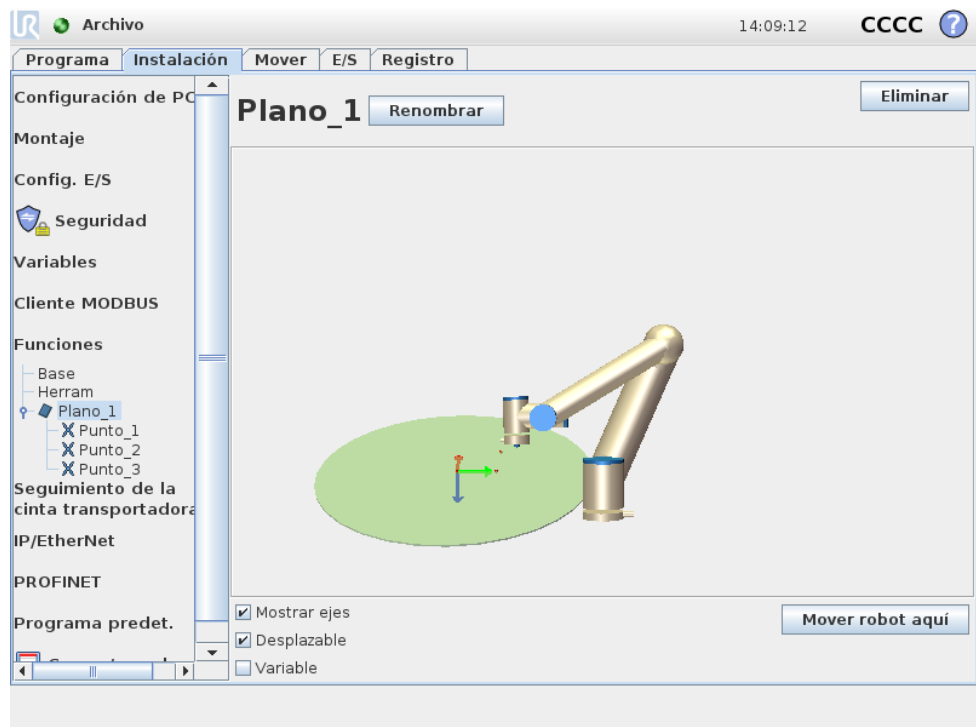 UR Archivo 14:09:12 CCCC ?
Programa Instalación Mover E/S Registro
Configuración de PC
Montaje
Config. E/S
Seguridad
Variables
Cliente MODBUS
Funciones
Base
Herram
Plano_1
Punto_1
Punto_2
Punto_3
Seguimiento de la
cinta transportadora
IP/EtherNet
PROFINET
Programa predet.
Plano_1 Renombrar Eliminar
Mostrar ejes
Desplazable
Variable
Mover robot aquí